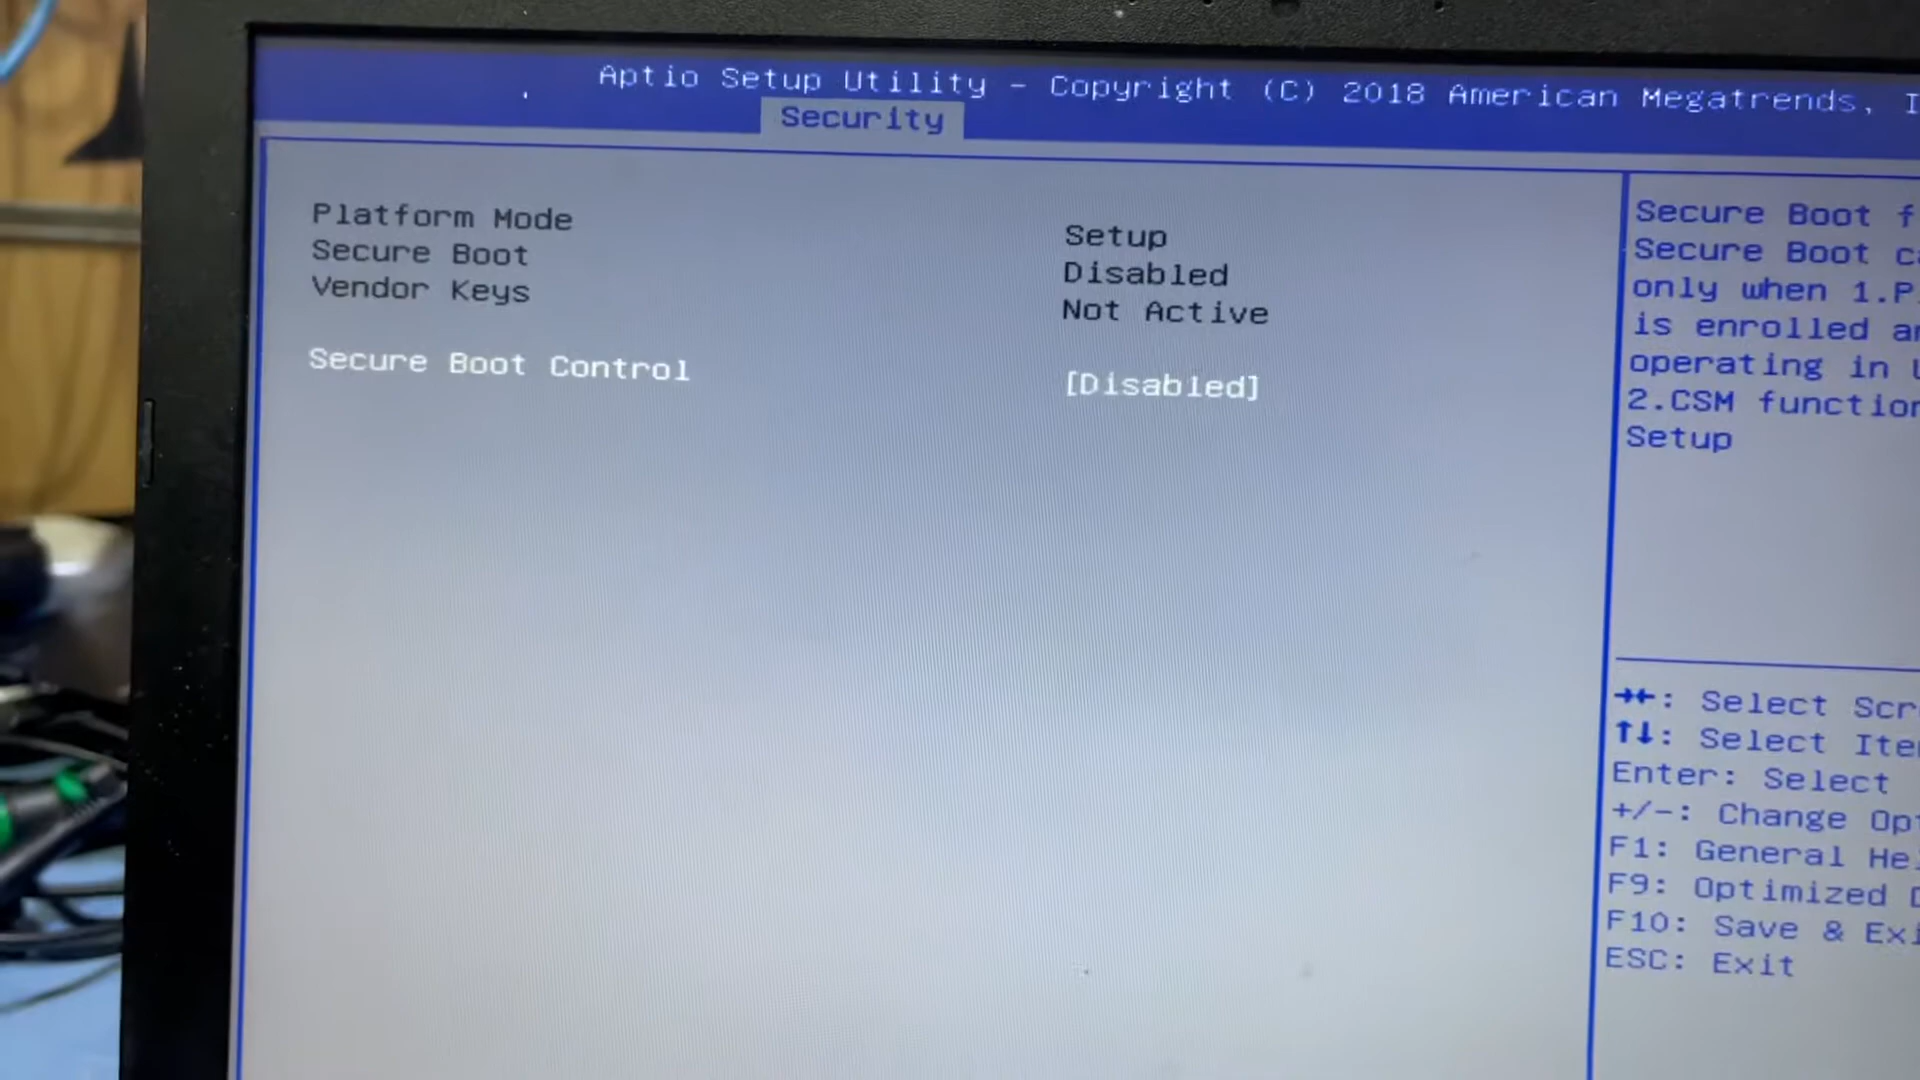 Aptio Setup Utility – Copyright (C) 2018 American Megatrends,
Security
Platform Mode Setup
Secure Boot Disabled
Vendor Keys Not Active
Secure Boot Control [Disabled]
Secure Boot
Secure Boot
only when
is enrolled
operating in
2.CSM
Setup
→←: Select
↑↓: Select
Enter: Select
+/-: Change
F1: General
F9: Optimized
F10: Save &
ESC: Exit